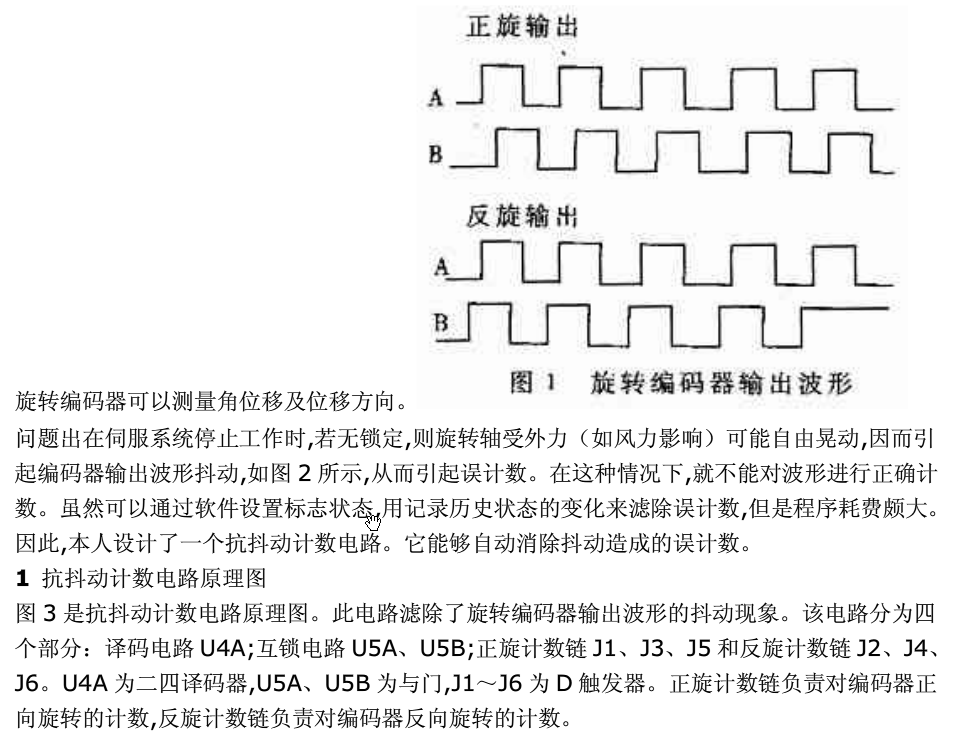 正旋输出
A
B
反旋输出
A
B
图1 旋转编码器输出波形
旋转编码器可以测量角位移及位移方向。
问题出在伺服系统停止工作时,若无锁定,则旋转轴受外力（如风力影响）可能自由晃动,因而引
起编码器输出波形抖动,如图 2 所示,从而引起误计数。在这种情况下,就不能对波形进行正确计
数。虽然可以通过软件设置标志状态,用记录历史状态的变化来滤除误计数,但是程序耗费颇大。
因此,本人设计了一个抗抖动计数电路。它能够自动消除抖动造成的误计数。
1 抗抖动计数电路原理图
图 3 是抗抖动计数电路原理图。此电路滤除了旋转编码器输出波形的抖动现象。该电路分为四
个部分：译码电路 U4A;互锁电路 U5A、U5B;正旋计数链 J1、J3、J5 和反旋计数链 J2、J4、
J6。U4A 为二四译码器,U5A、U5B 为与门,J1～J6 为 D 触发器。正旋计数链负责对编码器正
向旋转的计数,反旋计数链负责对编码器反向旋转的计数。